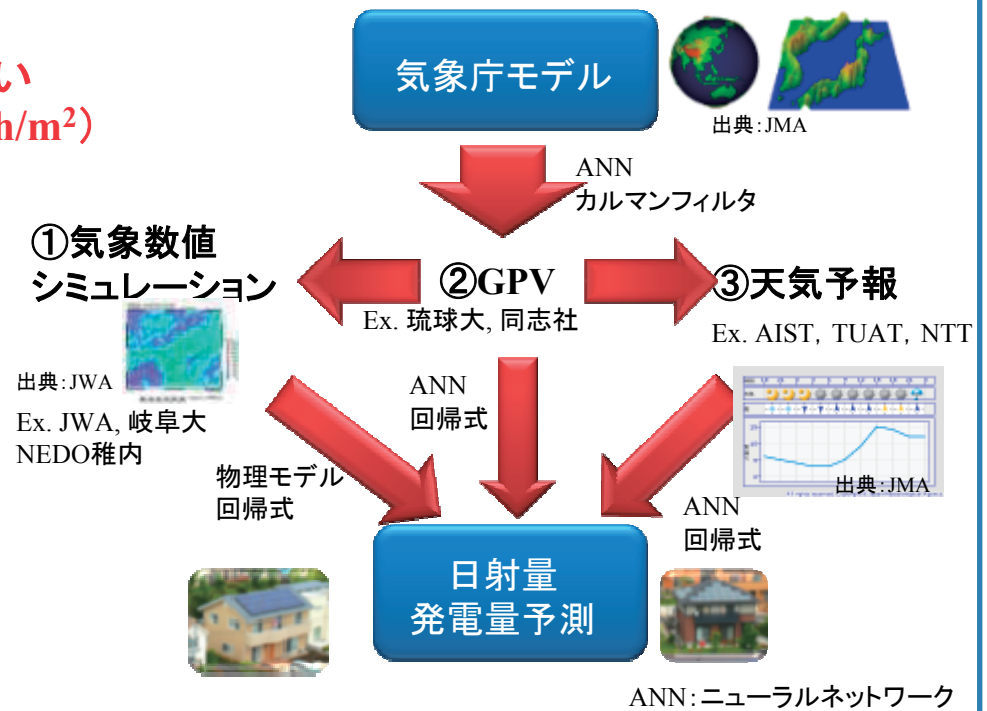 い
h/m²）
気象庁モデル
出典：JMA
ANN
カルマンフィルタ
①気象数値
シミュレーション
②GPV
Ex. 琉球大, 同志社
③天気予報
Ex. AIST，TUAT，NTT
出典：JWA
Ex. JWA, 岐阜大
NEDO稚内
物理モデル
回帰式
ANN
回帰式
出典：JMA
ANN
回帰式
日射量
発電量予測
ANN：ニューラルネットワーク